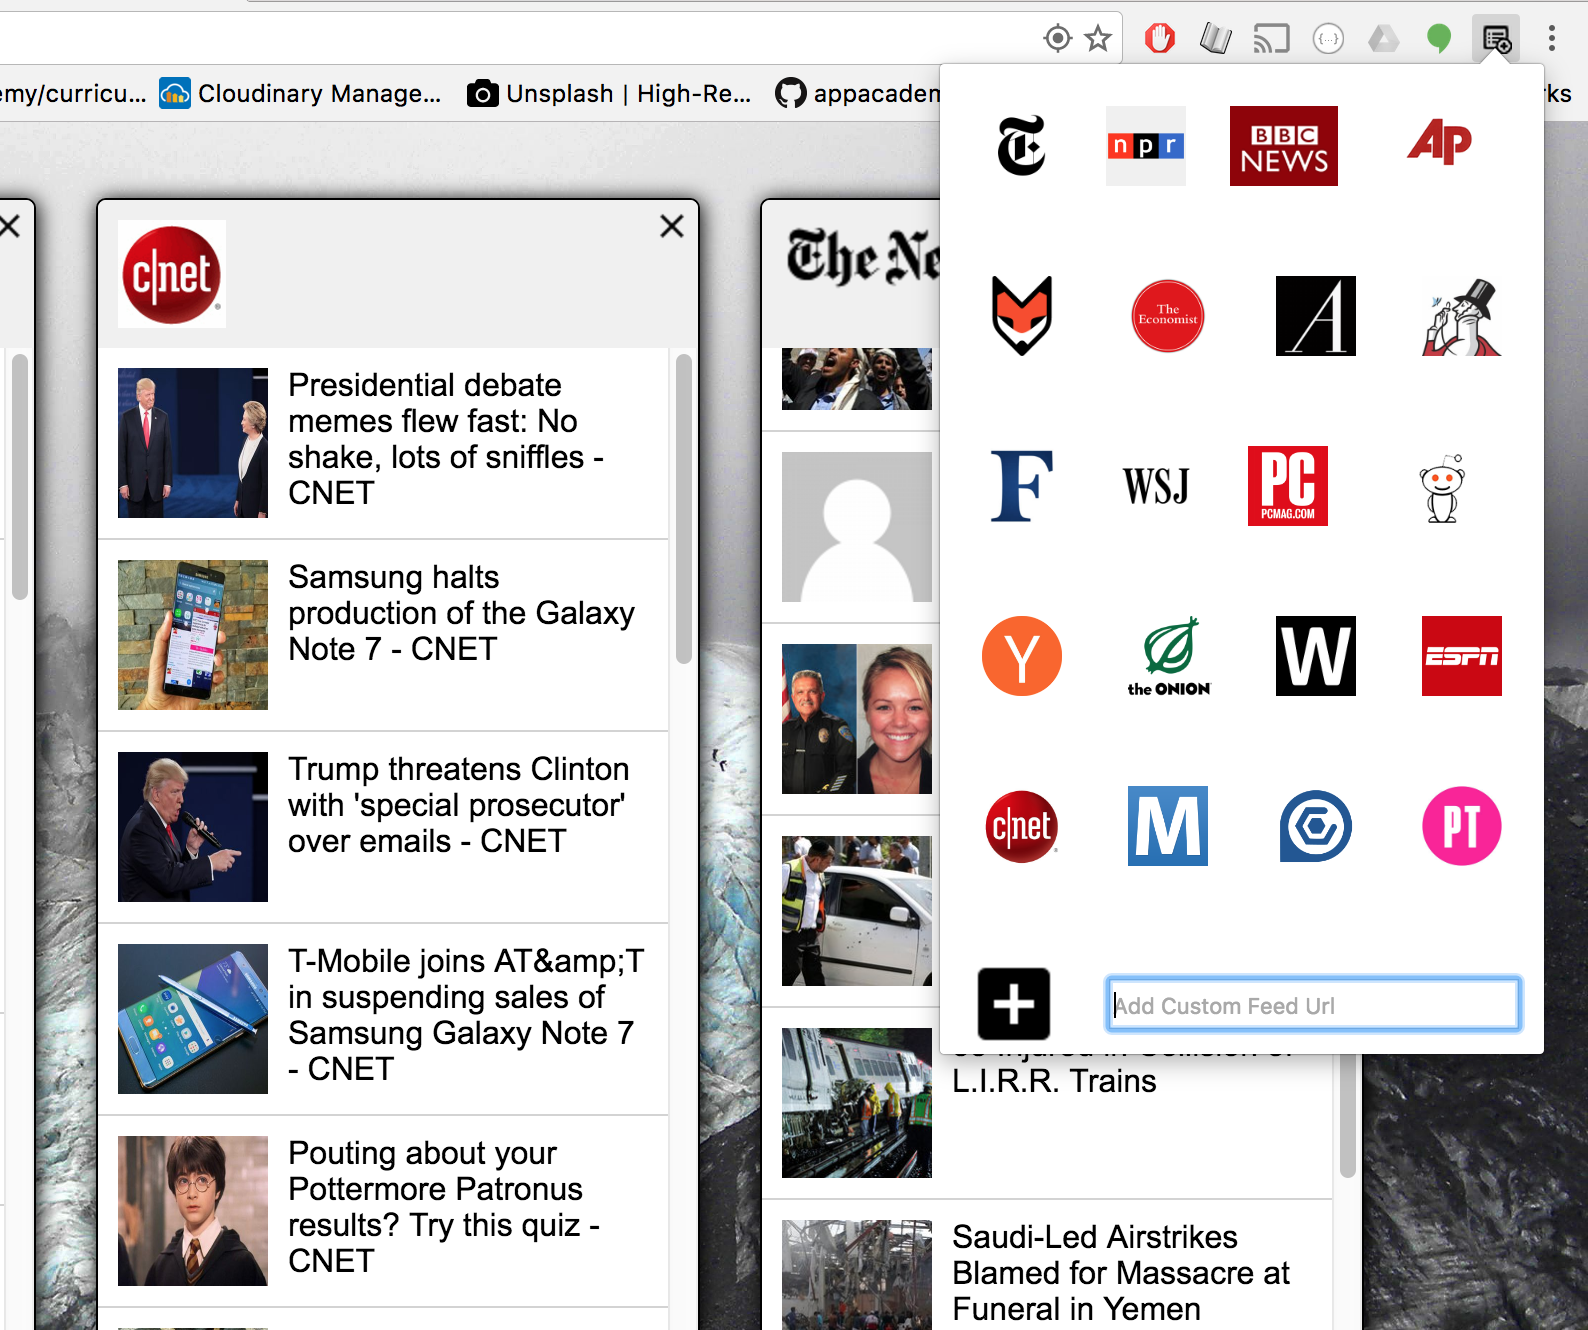 emy/curricu...
Cloudinary Manage...
Unsplash | High-Re...
appacaden
ks
c|net
Presidential debate
memes flew fast: No
shake, lots of sniffles -
CNET
Samsung halts
production of the Galaxy
Note 7 - CNET
Trump threatens Clinton
with 'special prosecutor'
over emails - CNET
T-Mobile joins AT&amp;T
in suspending sales of
Samsung Galaxy Note 7
- CNET
Pouting about your
Pottermore Patronus
results? Try this quiz -
CNET
The Ne
L.I.R.R. Trains
Saudi-Led Airstrikes
Blamed for Massacre at
Funeral in Yemen
T
npr
BBC
NEWS
AP
The
Economist
A
F
WSJ
PC
PCMAG.COM
Y
the ONION
W
ESPN
c|net
M
PT
Add Custom Feed Url